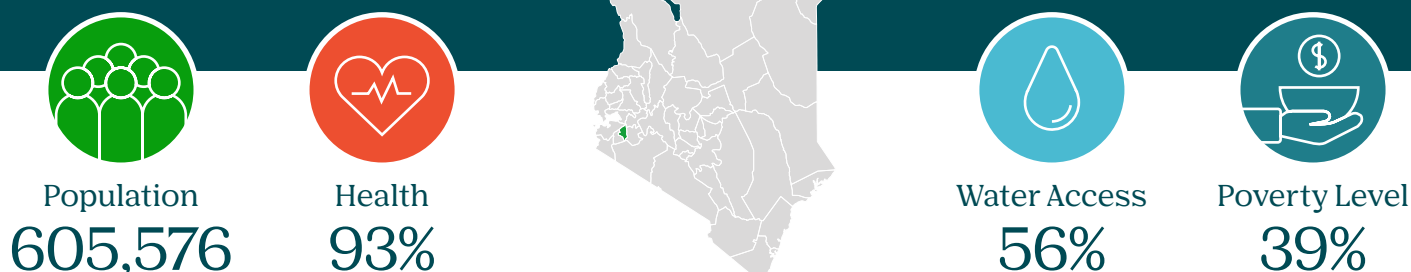 Population
605,576
Health
93%
Water Access
56%
Poverty Level
39%
$